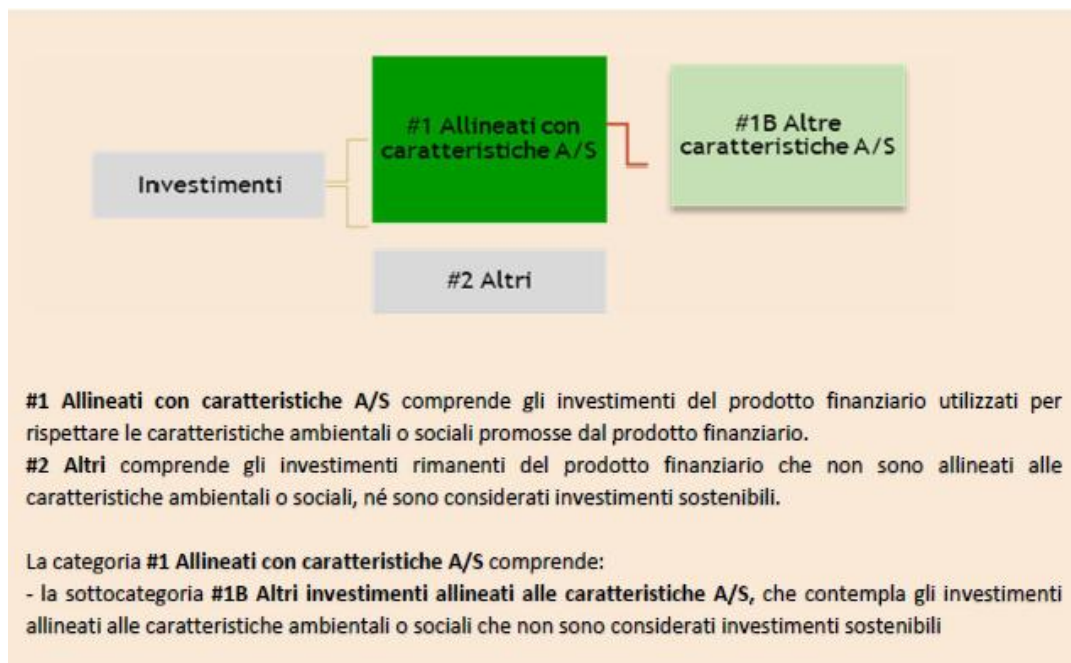 #1 Allineati con
caratteristiche A/S
#1B Altre
caratteristiche A/S
Investimenti
#2 Altri
#1 Allineati con caratteristiche A/S comprende gli investimenti del prodotto finanziario utilizzati per
rispettare le caratteristiche ambientali o sociali promosse dal prodotto finanziario.
#2 Altri comprende gli investimenti rimanenti del prodotto finanziario che non sono allineati alle
caratteristiche ambientali o sociali, né sono considerati investimenti sostenibili.
La categoria #1 Allineati con caratteristiche A/S comprende:
- la sottocategoria #1B Altri investimenti allineati alle caratteristiche A/S, che contempla gli investimenti
allineati alle caratteristiche ambientali o sociali che non sono considerati investimenti sostenibili